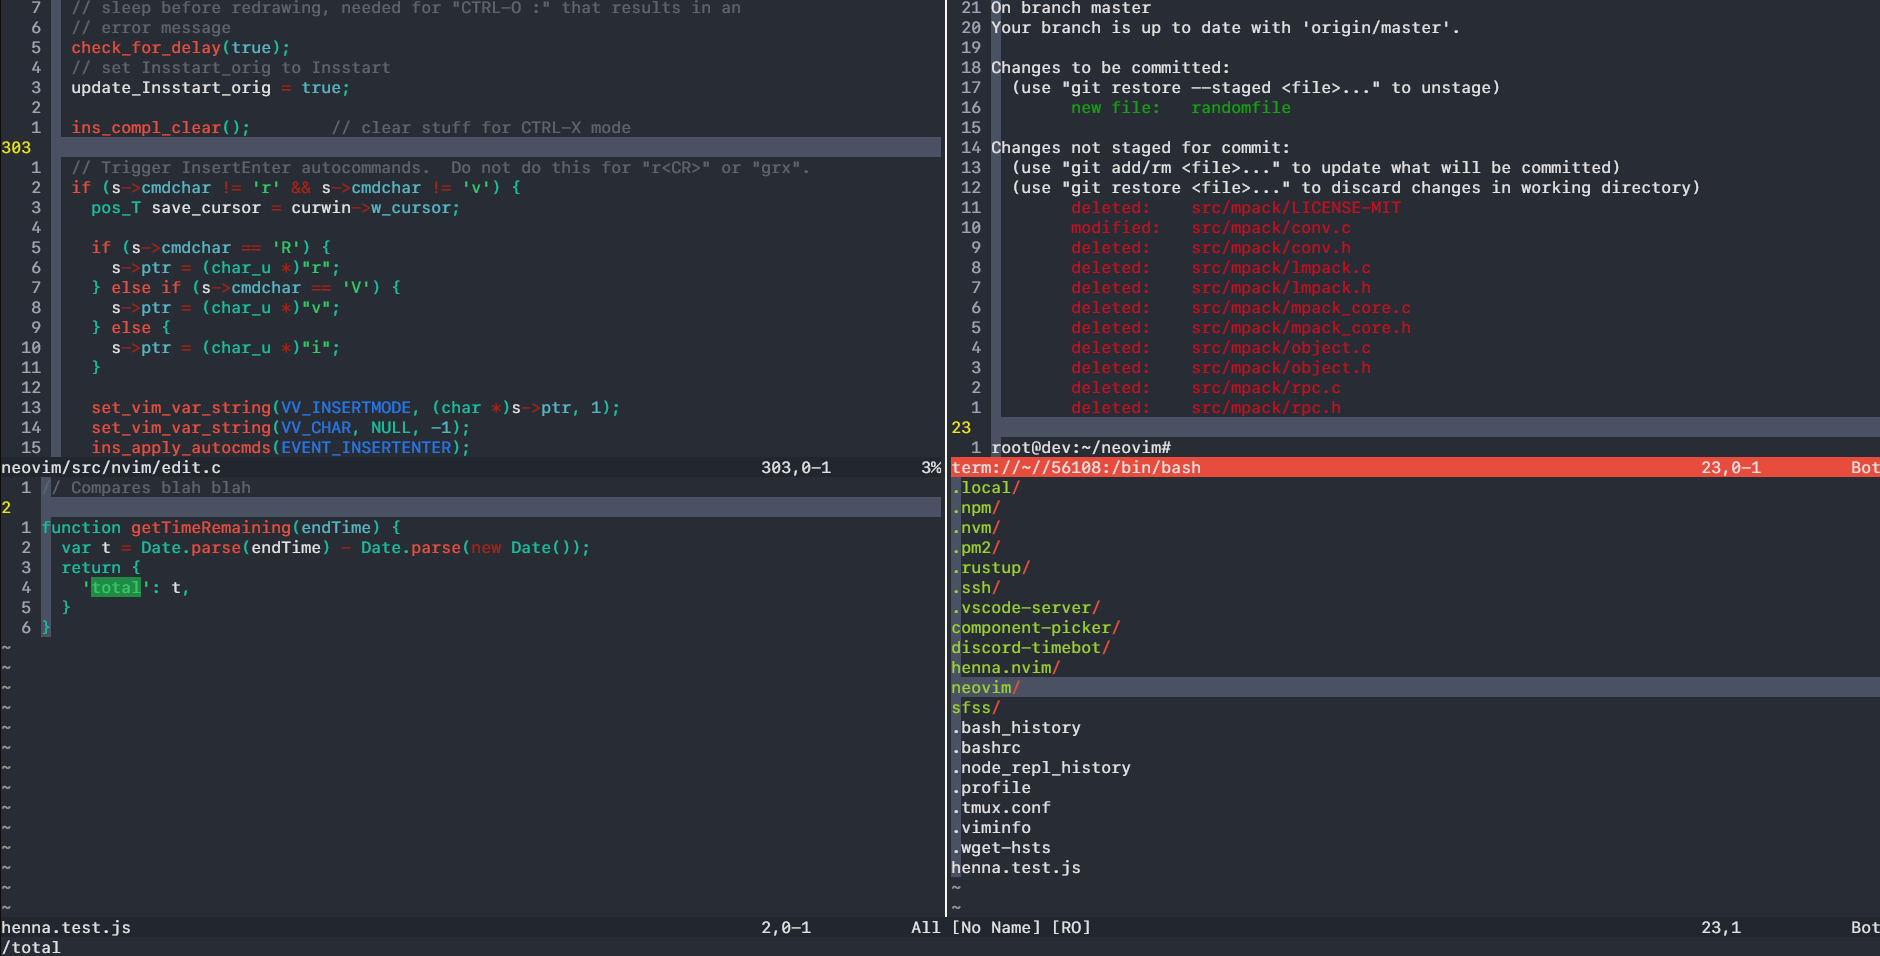 7   // sleep before redrawing, needed for "CTRL-O :" that results in an
6   // error message
5   check_for_delay(true);
4   // set Insstart_orig to Insstart
3   update_Insstart_orig = true;
2
1   ins_compl_clear();        // clear stuff for CTRL-X mode
303
1   // Trigger InsertEnter autocommands.  Do not do this for "r<CR>" or "grx".
2   if (s->cmdchar != 'r' && s->cmdchar != 'v') {
3     pos_T save_cursor = curwin->w_cursor;
4
5     if (s->cmdchar == 'R') {
6       s->ptr = (char_u *)"r";
7     } else if (s->cmdchar == 'V') {
8       s->ptr = (char_u *)"v";
9     } else {
10       s->ptr = (char_u *)"i";
11     }
12
13     set_vim_var_string(VV_INSERTMODE, (char *)s->ptr, 1);
14     set_vim_var_string(VV_CHAR, NULL, -1);
15     ins_apply_autocmds(EVENT_INSERTENTER);
neovim/src/nvim/edit.c 303,0-1 3%
1 // Compares blah blah
2
1 function getTimeRemaining(endTime) {
2   var t = Date.parse(endTime) - Date.parse(new Date());
3   return {
4     'total': t,
5   }
6 }
~
~
~
~
~
~
~
~
~
~
~
~
~
~
henna.test.js 2,0-1 All
/total
21 On branch master
20 Your branch is up to date with 'origin/master'.
19
18 Changes to be committed:
17   (use "git restore --staged <file>..." to unstage)
16         new file:   randomfile
15
14 Changes not staged for commit:
13   (use "git add/rm <file>..." to update what will be committed)
12   (use "git restore <file>..." to discard changes in working directory)
11         deleted:    src/mpack/LICENSE-MIT
10         modified:   src/mpack/conv.c
9         deleted:    src/mpack/conv.h
8         deleted:    src/mpack/lmpack.c
7         deleted:    src/mpack/lmpack.h
6         deleted:    src/mpack/mpack_core.c
5         deleted:    src/mpack/mpack_core.h
4         deleted:    src/mpack/object.c
3         deleted:    src/mpack/object.h
2         deleted:    src/mpack/rpc.c
1         deleted:    src/mpack/rpc.h
23
1 root@dev:~/neovim#
term://~//56108:/bin/bash 23,0-1 Bot
.local/
.npm/
.nvm/
.pm2/
.rustup/
.ssh/
.vscode-server/
component-picker/
discord-timebot/
henna.nvim/
neovim/
sfss/
.bash_history
.bashrc
.node_repl_history
.profile
.tmux.conf
.viminfo
.wget-hsts
henna.test.js
~
~
[No Name] [RO] 23,1 Bot